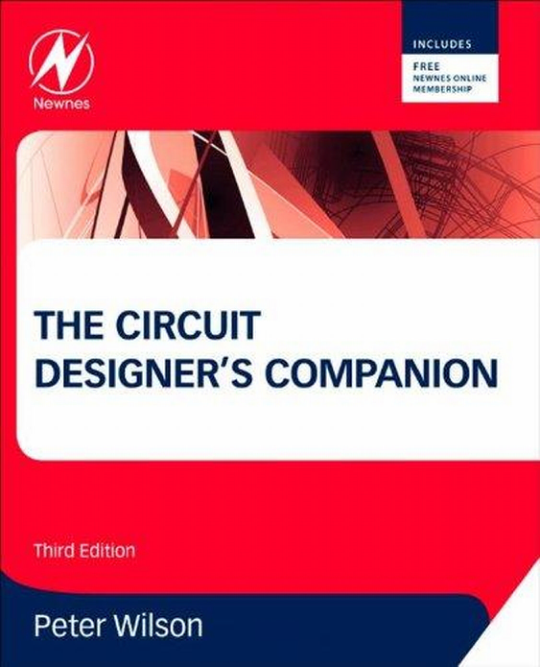 Newnes
INCLUDES
FREE
NEWNES ONLINE
MEMBERSHIP
THE CIRCUIT
DESIGNER'S COMPANION
Third Edition
Peter Wilson